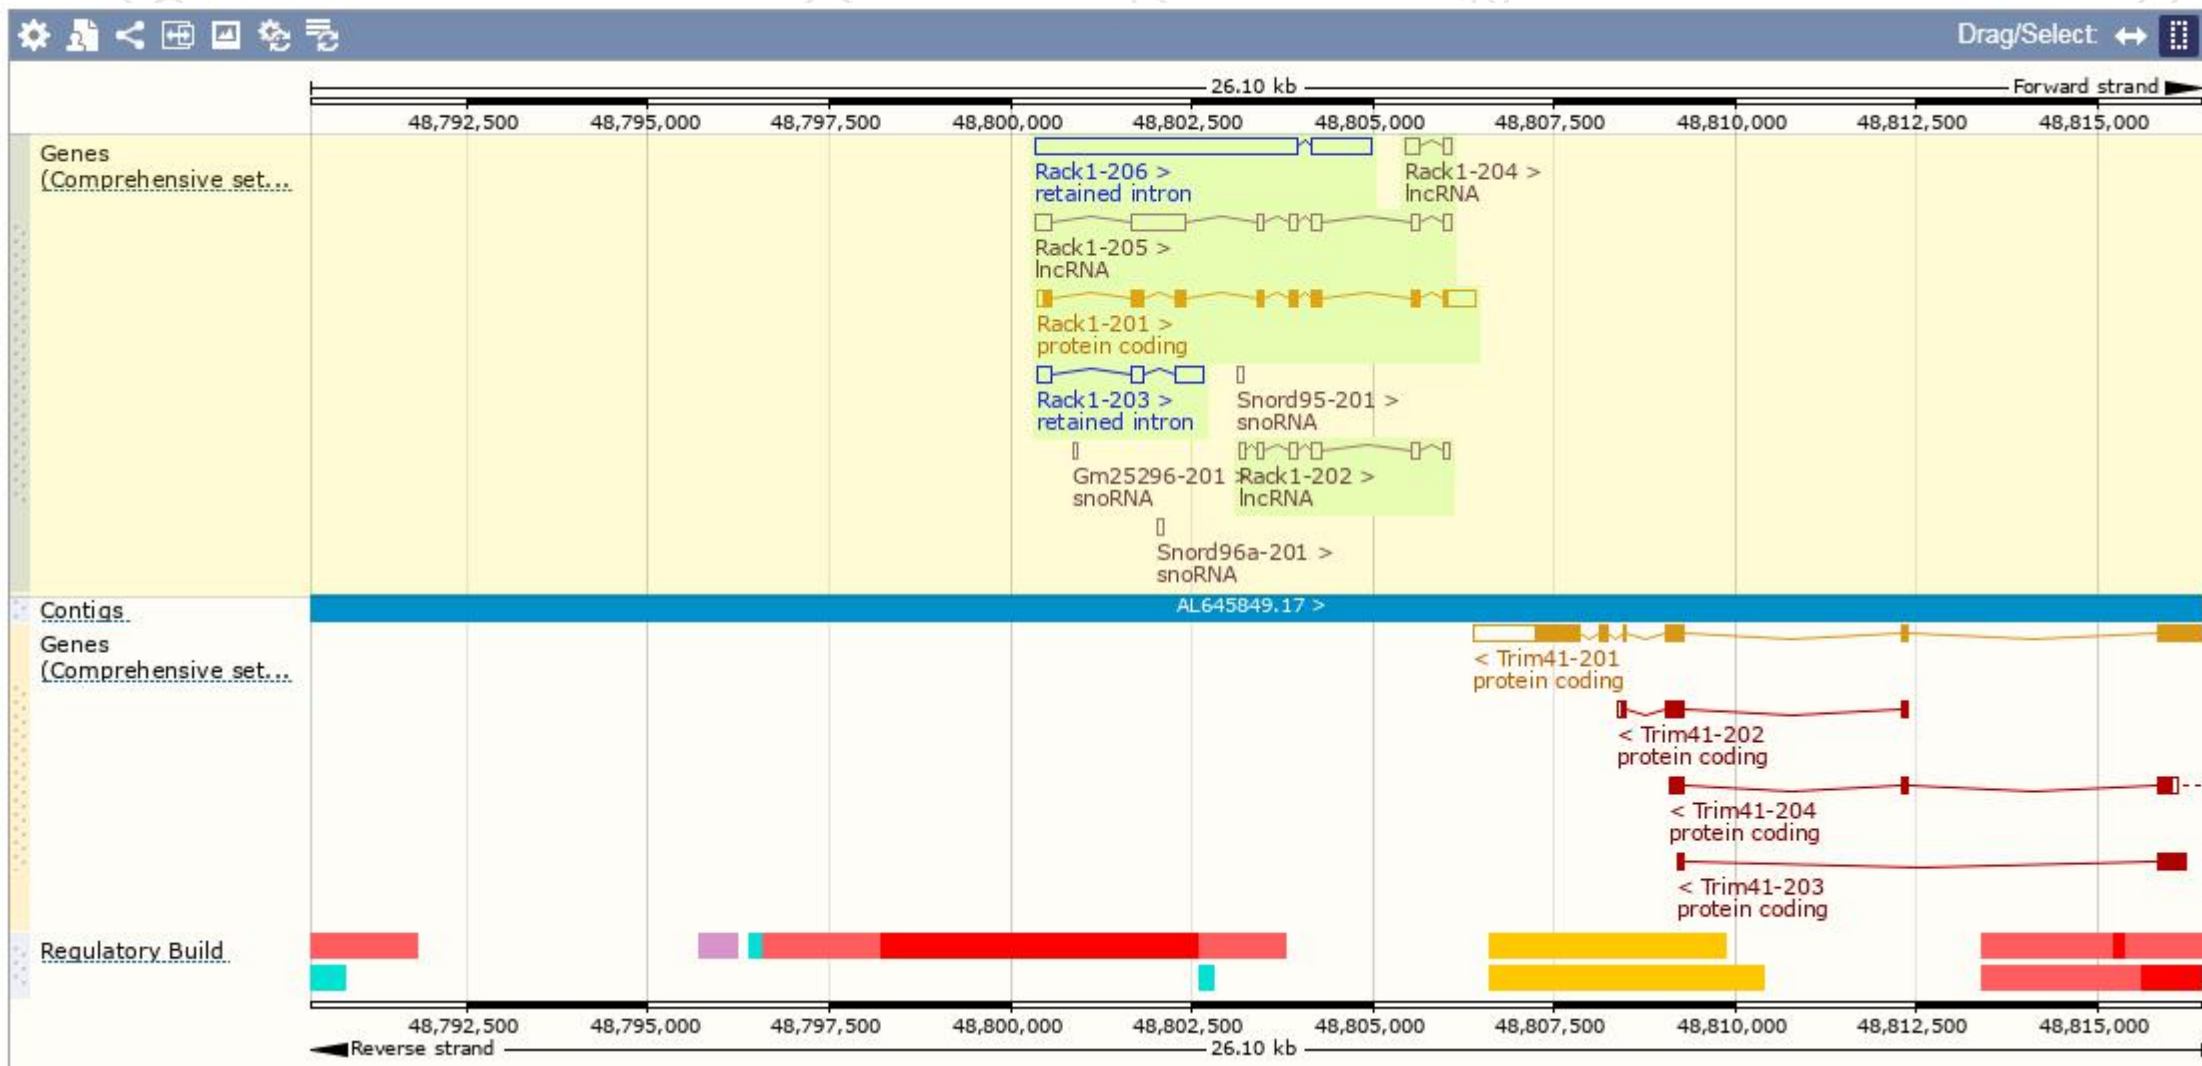 Drag/Select:
26.10 kb
Forward strand
48,792,500 48,795,000 48,797,500 48,800,000 48,802,500 48,805,000 48,807,500 48,810,000 48,812,500 48,815,000
Genes
(Comprehensive set...
Rack1-206 > Rack1-204 >
retained intron lncRNA
Rack1-205 >
lncRNA
Rack1-201 >
protein coding
Rack1-203 > Snord95-201 >
retained intron snoRNA
Gm25296-201 > Rack1-202 >
snoRNA lncRNA
Snord96a-201 >
snoRNA
Contigs
AL645849.17 >
Genes
(Comprehensive set...
< Trim41-201
protein coding
< Trim41-202
protein coding
< Trim41-204
protein coding
< Trim41-203
protein coding
Regulatory Build
48,792,500 48,795,000 48,797,500 48,800,000 48,802,500 48,805,000 48,807,500 48,810,000 48,812,500 48,815,000
Reverse strand
26.10 kb